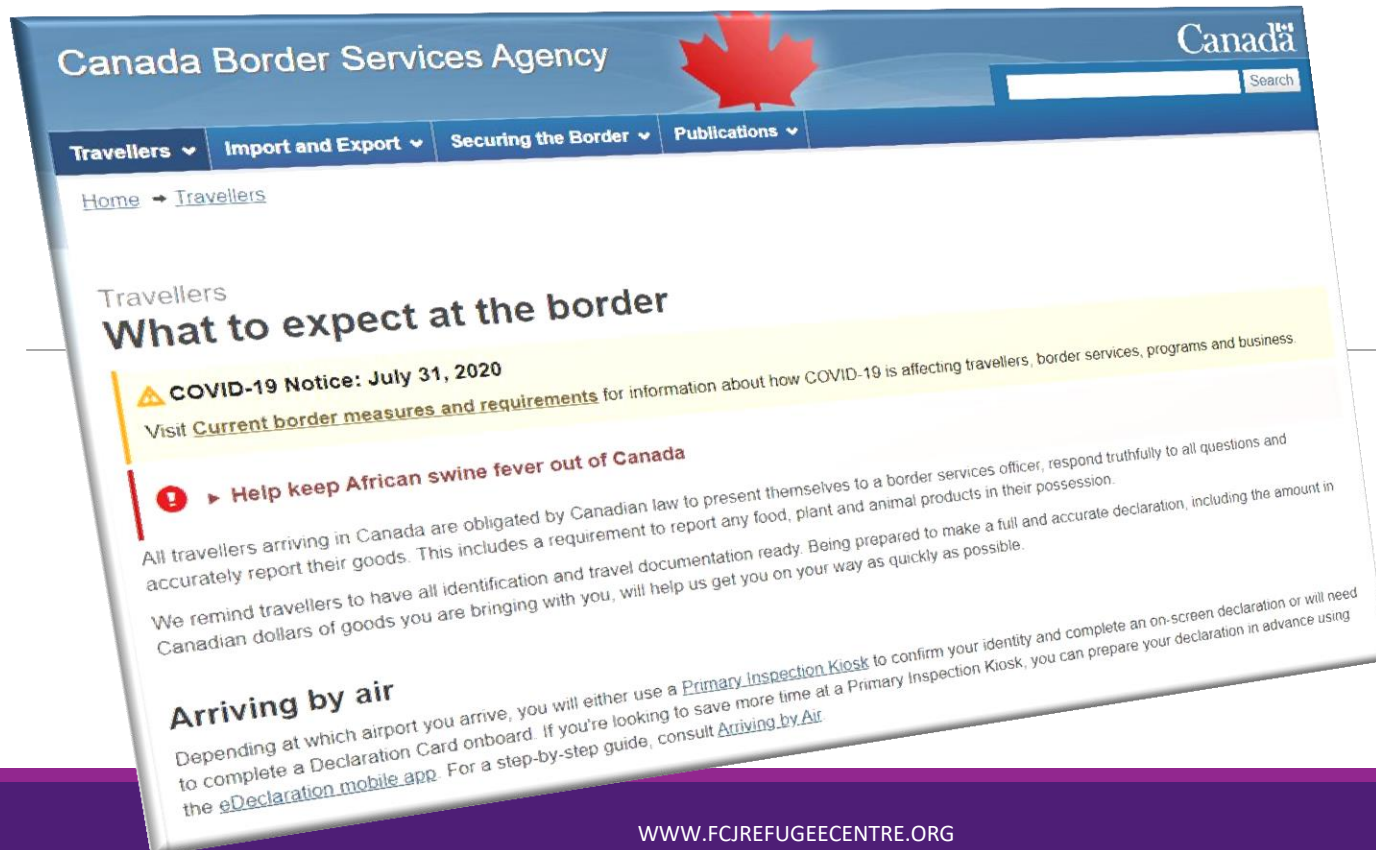 Canada Border Services Agency
Canada
Search
Travellers
Import and Export
Securing the Border
Publications
Home → Travellers
Travellers
What to expect at the border
COVID-19 Notice: July 31, 2020
Visit Current border measures and requirements for information about how COVID-19 is affecting travellers, border services, programs and business.
Help keep African swine fever out of Canada
All travellers arriving in Canada are obligated by Canadian law to present themselves to a border services officer, respond truthfully to all questions and
accurately report their goods. This includes a requirement to report any food, plant and animal products in their possession.
We remind travellers to have all identification and travel documentation ready. Being prepared to make a full and accurate declaration, including the amount in
Canadian dollars of goods you are bringing with you, will help us get you on your way as quickly as possible.
Arriving by air
Depending at which airport you arrive, you will either use a Primary Inspection Kiosk to confirm your identity and complete an on-screen declaration or will need
to complete a Declaration Card onboard. If you're looking to save more time at a Primary Inspection Kiosk, you can prepare your declaration in advance using
the eDeclaration mobile app. For a step-by-step guide, consult Arriving by Air.
WWW.FCJREFUGEECENTRE.ORG